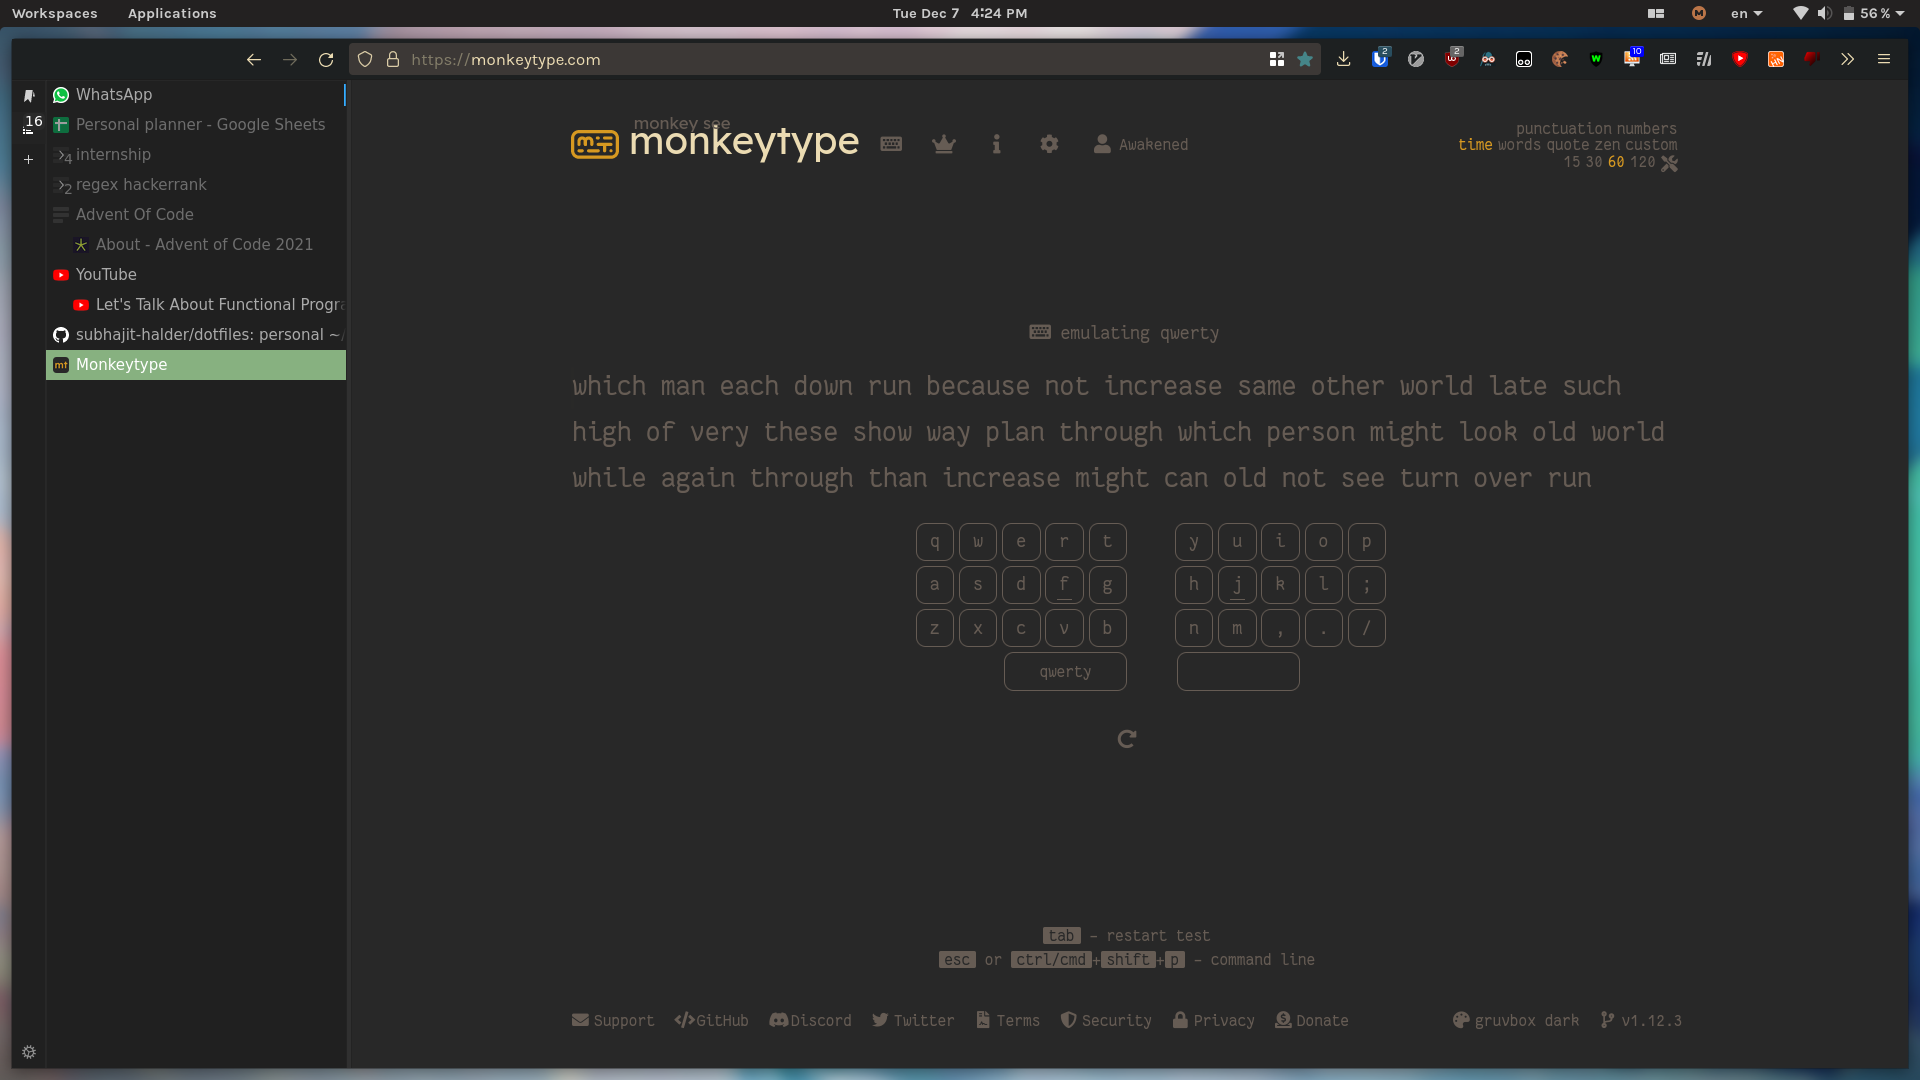 Workspaces Applications Tue Dec 7 4:24 PM en 56 %
https://monkeytype.com 2 2 10
16
WhatsApp
Personal planner - Google Sheets
4 internship
2 regex hackerrank
Advent Of Code
About - Advent of Code 2021
YouTube
Let's Talk About Functional Progra
subhajit-halder/dotfiles: personal ~/
mt Monkeytype
monkey see
monkeytype
Awakened
punctuation numbers
time words quote zen custom
15 30 60 120
emulating qwerty
which man each down run because not increase same other world late such
high of very these show way plan through which person might look old world
while again through than increase might can old not see turn over run
q w e r t y u i o p
a s d f g h j k l ;
z x c v b n m , . /
qwerty
tab - restart test
esc or ctrl/cmd+shift+p - command line
Support GitHub Discord Twitter Terms Security Privacy Donate gruvbox dark v1.12.3